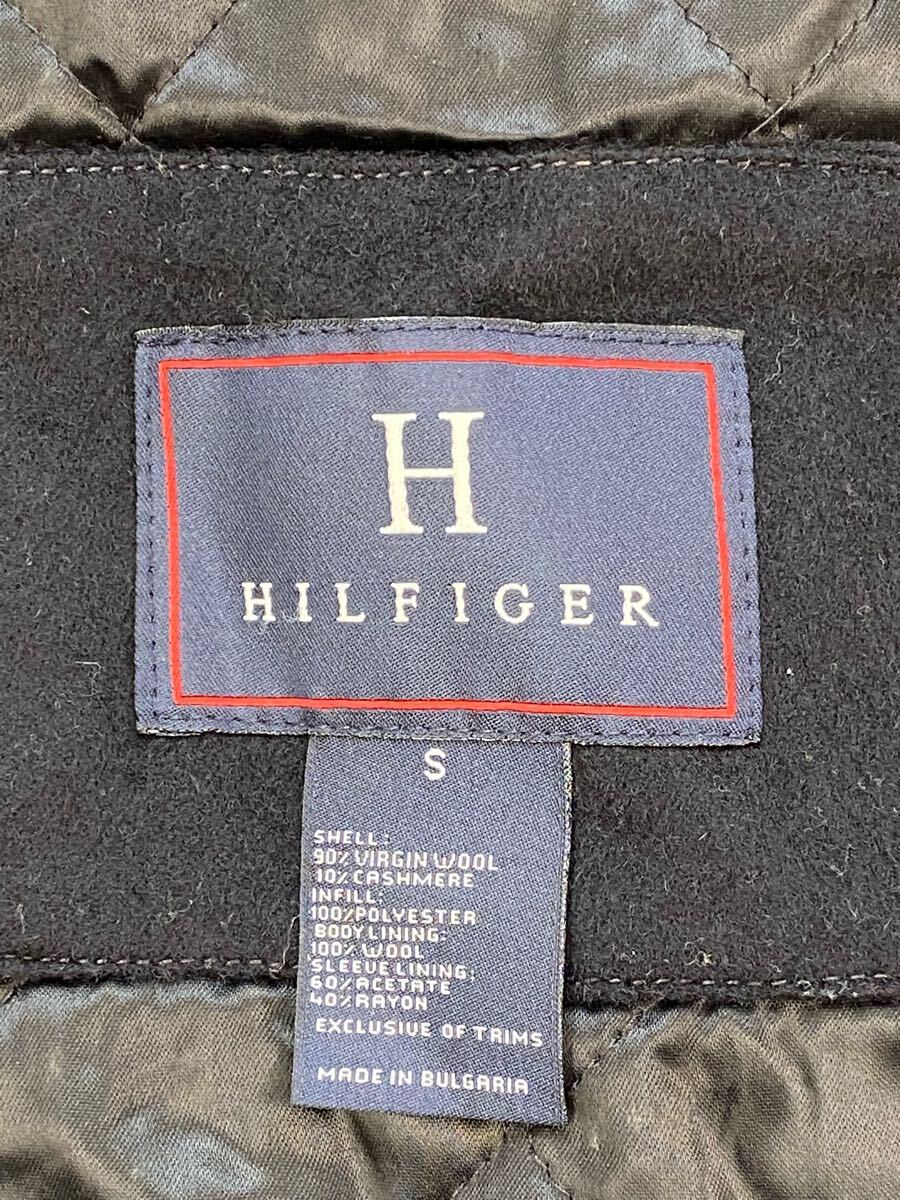 H
HILFIGER
S
SHELL:
90% VIRGIN WOOL
10% CASHMERE
INFILL:
100% POLYESTER
BODY LINING:
100% WOOL
SLEEVE LINING:
60% ACETATE
40% RAYON
EXCLUSIVE OF TRIMS
MADE IN BULGARIA